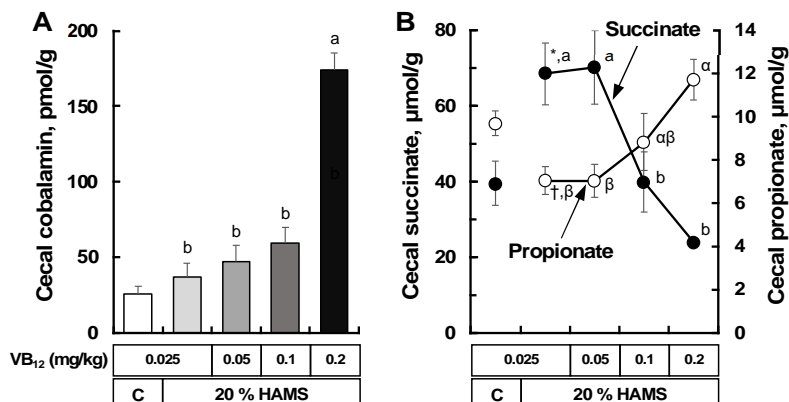 A
Cecal cobalamin, pmol/g
200
150
100
50
0
b
b
b
a
b
VB12 (mg/kg)
0.025
0.05
0.1
0.2
C
20 % HAMS
B
Cecal succinate, µmol/g
80
60
40
20
0
Cecal propionate, µmol/g
14
12
10
8
6
4
2
0
Succinate
Propionate
*,a
a
b
b
†,β
β
αβ
α
0.025
0.05
0.1
0.2
C
20 % HAMS